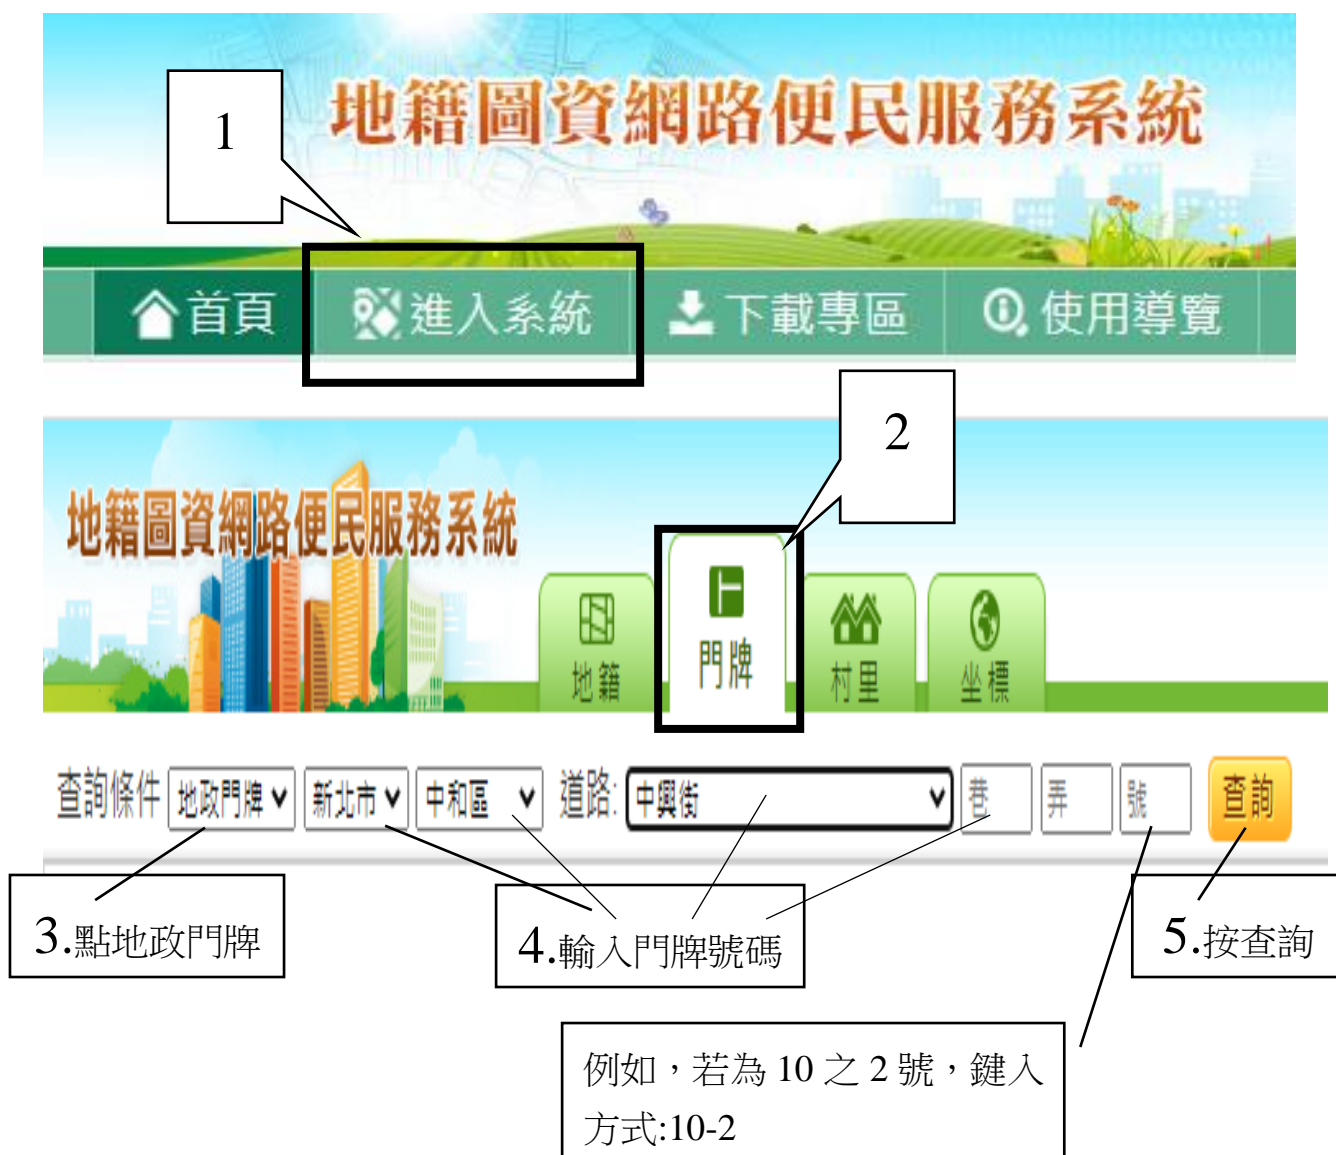 地籍圖資網路便民服務系統
1
首頁 進入系統 下載專區 使用導覽
2
地籍圖資網路便民服務系統
地籍 門牌 村里 坐標
查詢條件 地政門牌 新北市 中和區 道路: 中興街 巷 弄 號 查詢
3.點地政門牌 4.輸入門牌號碼 5.按查詢
例如，若為 10 之 2 號，鍵入
方式:10-2